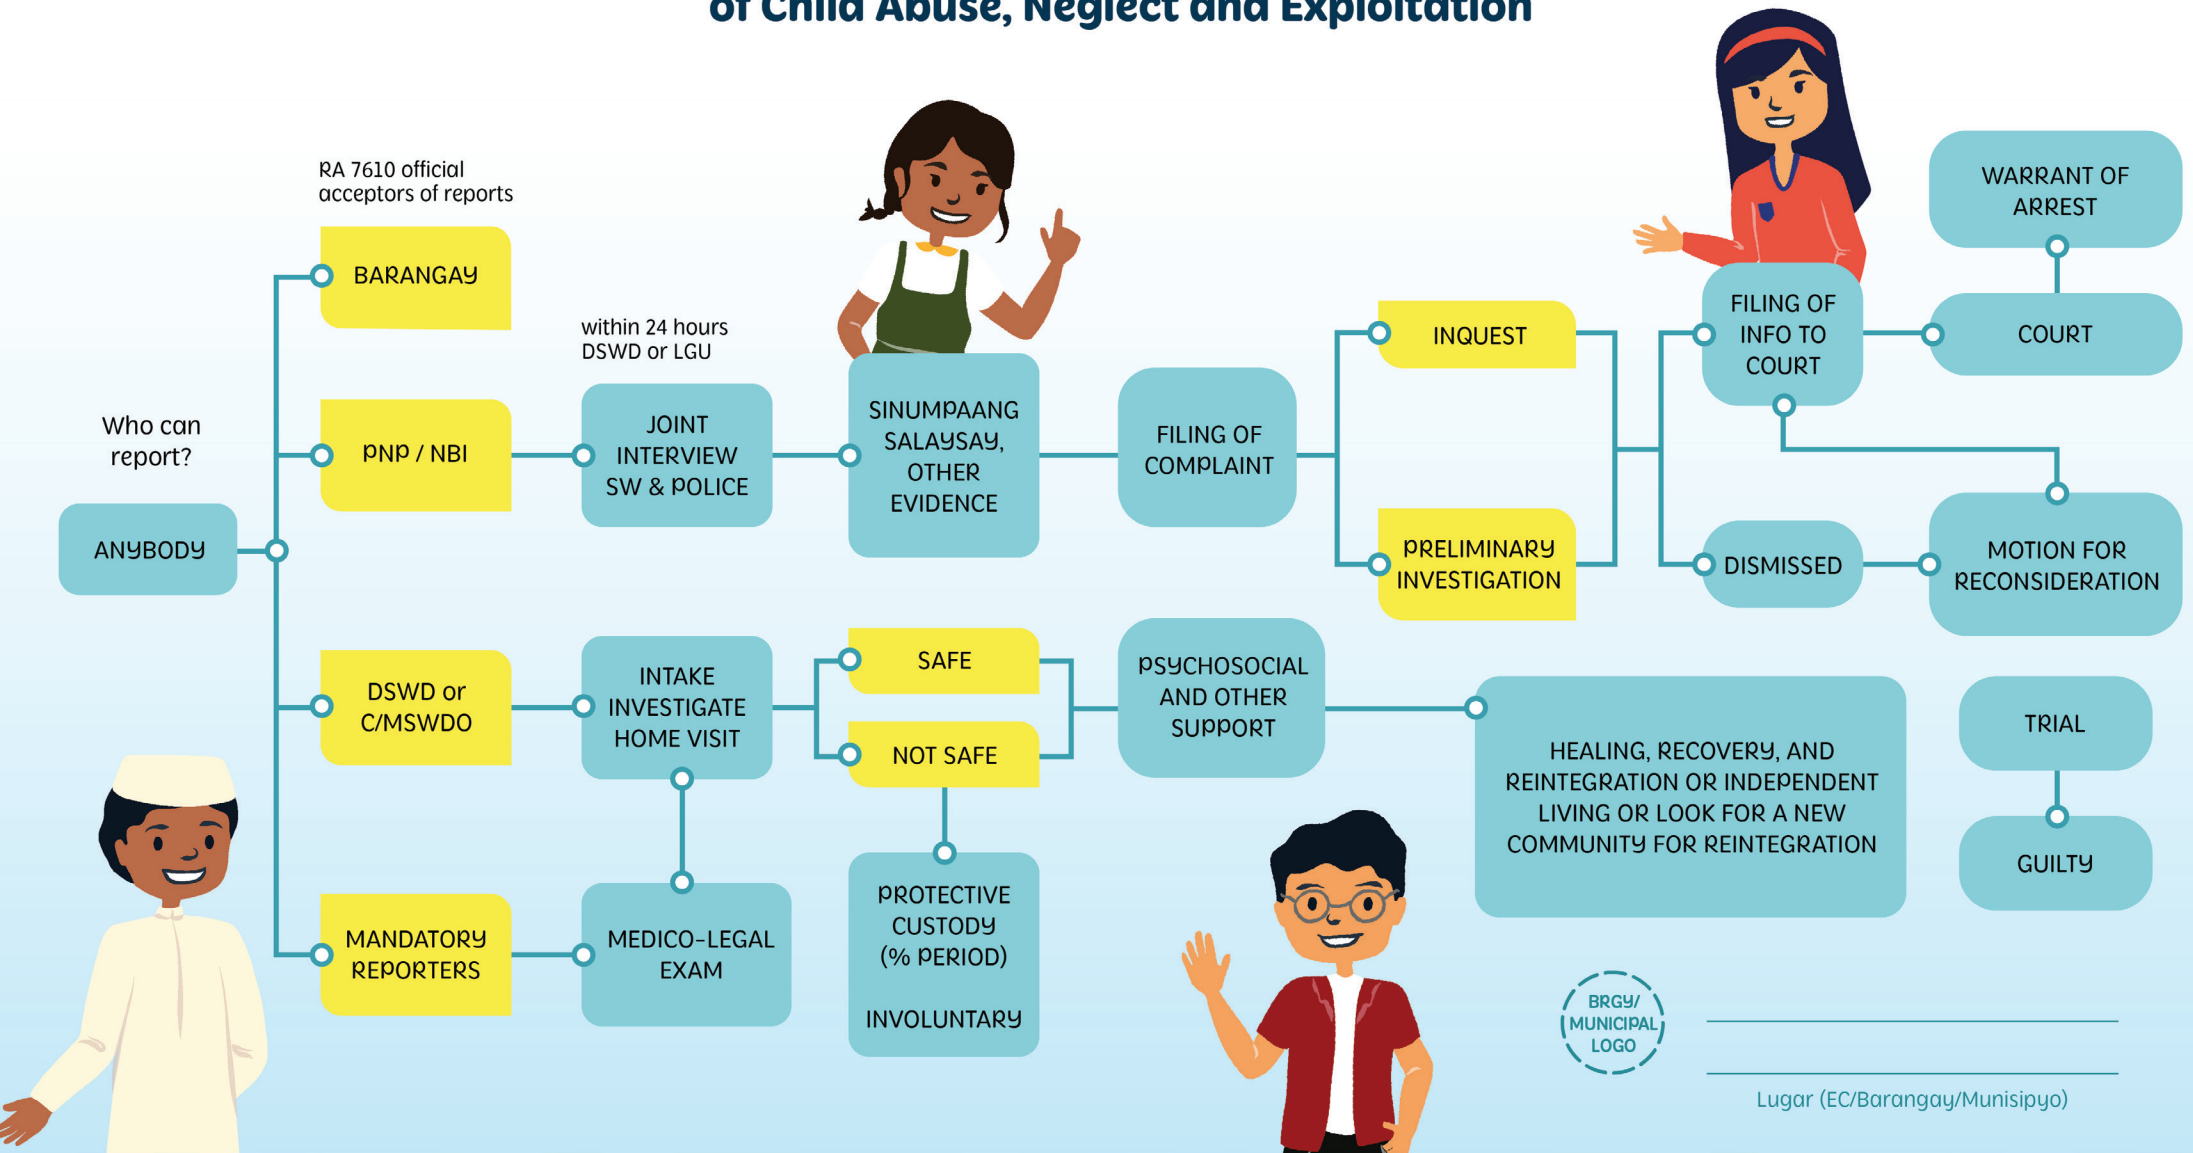 of Child Abuse, Neglect and Exploitation
RA 7610 official
acceptors of reports
BARANGAY
Who can
report?
ANYBODY
PNP / NBI
within 24 hours
DSWD or LGU
JOINT
INTERVIEW
SW & POLICE
SINUMPAANG
SALAYSAY,
OTHER
EVIDENCE
FILING OF
COMPLAINT
INQUEST
PRELIMINARY
INVESTIGATION
FILING OF
INFO TO
COURT
COURT
WARRANT OF
ARREST
DISMISSED
MOTION FOR
RECONSIDERATION
DSWD or
C/MSWDO
INTAKE
INVESTIGATE
HOME VISIT
SAFE
NOT SAFE
PSYCHOSOCIAL
AND OTHER
SUPPORT
HEALING, RECOVERY, AND
REINTEGRATION OR INDEPENDENT
LIVING OR LOOK FOR A NEW
COMMUNITY FOR REINTEGRATION
TRIAL
GUILTY
MANDATORY
REPORTERS
MEDICO-LEGAL
EXAM
PROTECTIVE
CUSTODY
(% PERIOD)
INVOLUNTARY
BRGY/
MUNICIPAL
LOGO
Lugar (EC/Barangay/Munisipyo)